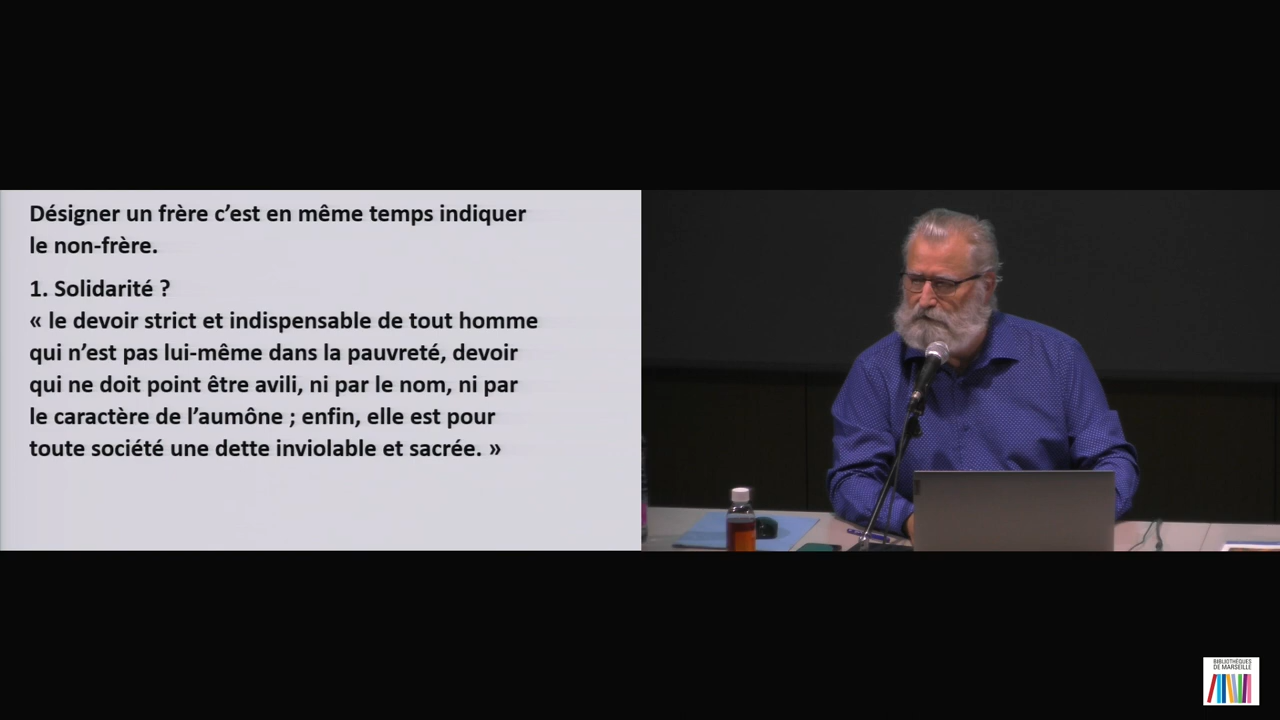 Désigner un frère c’est en même temps indiquer
le non-frère.
1. Solidarité ?
« le devoir strict et indispensable de tout homme
qui n’est pas lui-même dans la pauvreté, devoir
qui ne doit point être avili, ni par le nom, ni par
le caractère de l’aumône ; enfin, elle est pour
toute société une dette inviolable et sacrée. »
BIBLIOTHEQUES
DE MARSEILLE